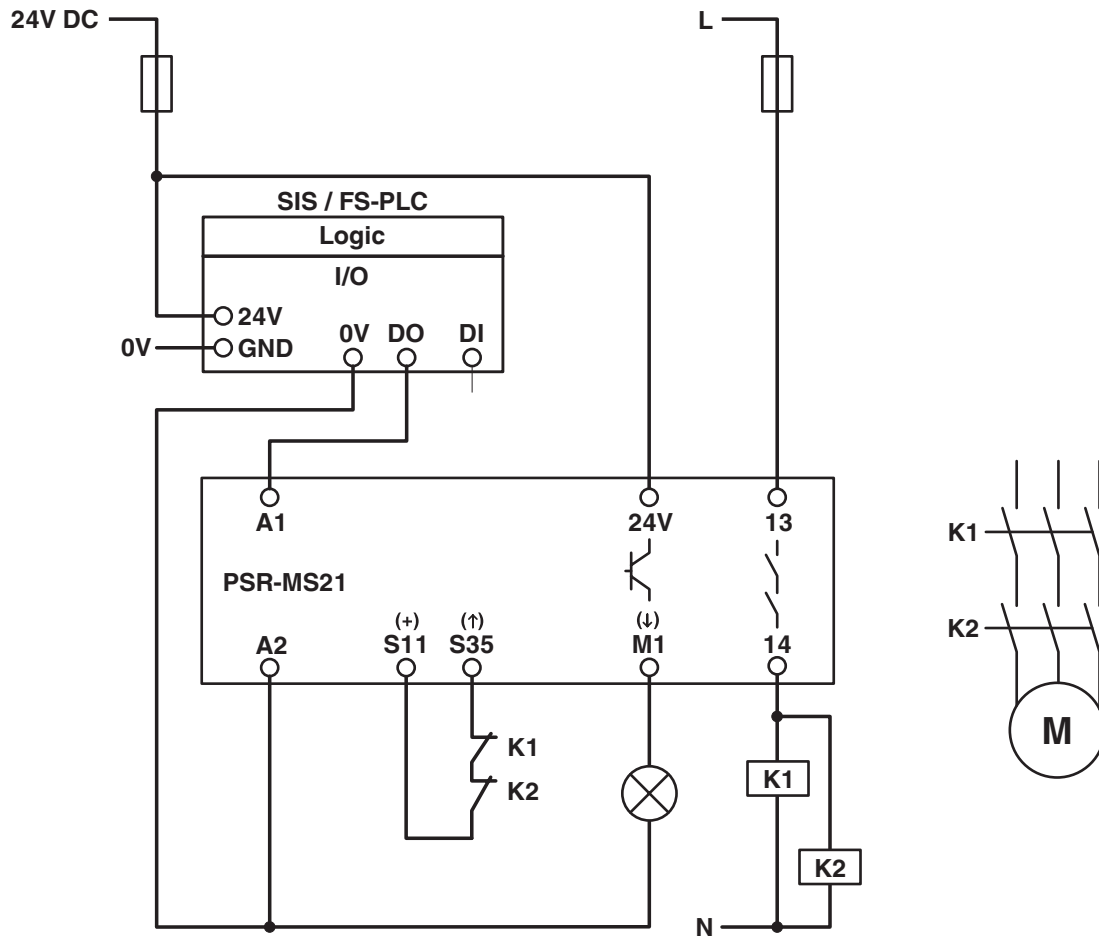 24V DC
L
SIS / FS-PLC
Logic
I/O
24V
0V DO DI
0V GND
A1 24V 13
K1
PSR-MS21
(+) (↑) (↓)
A2 S11 S35 M1 14
K2
M
K1
K1
K2
K2
N